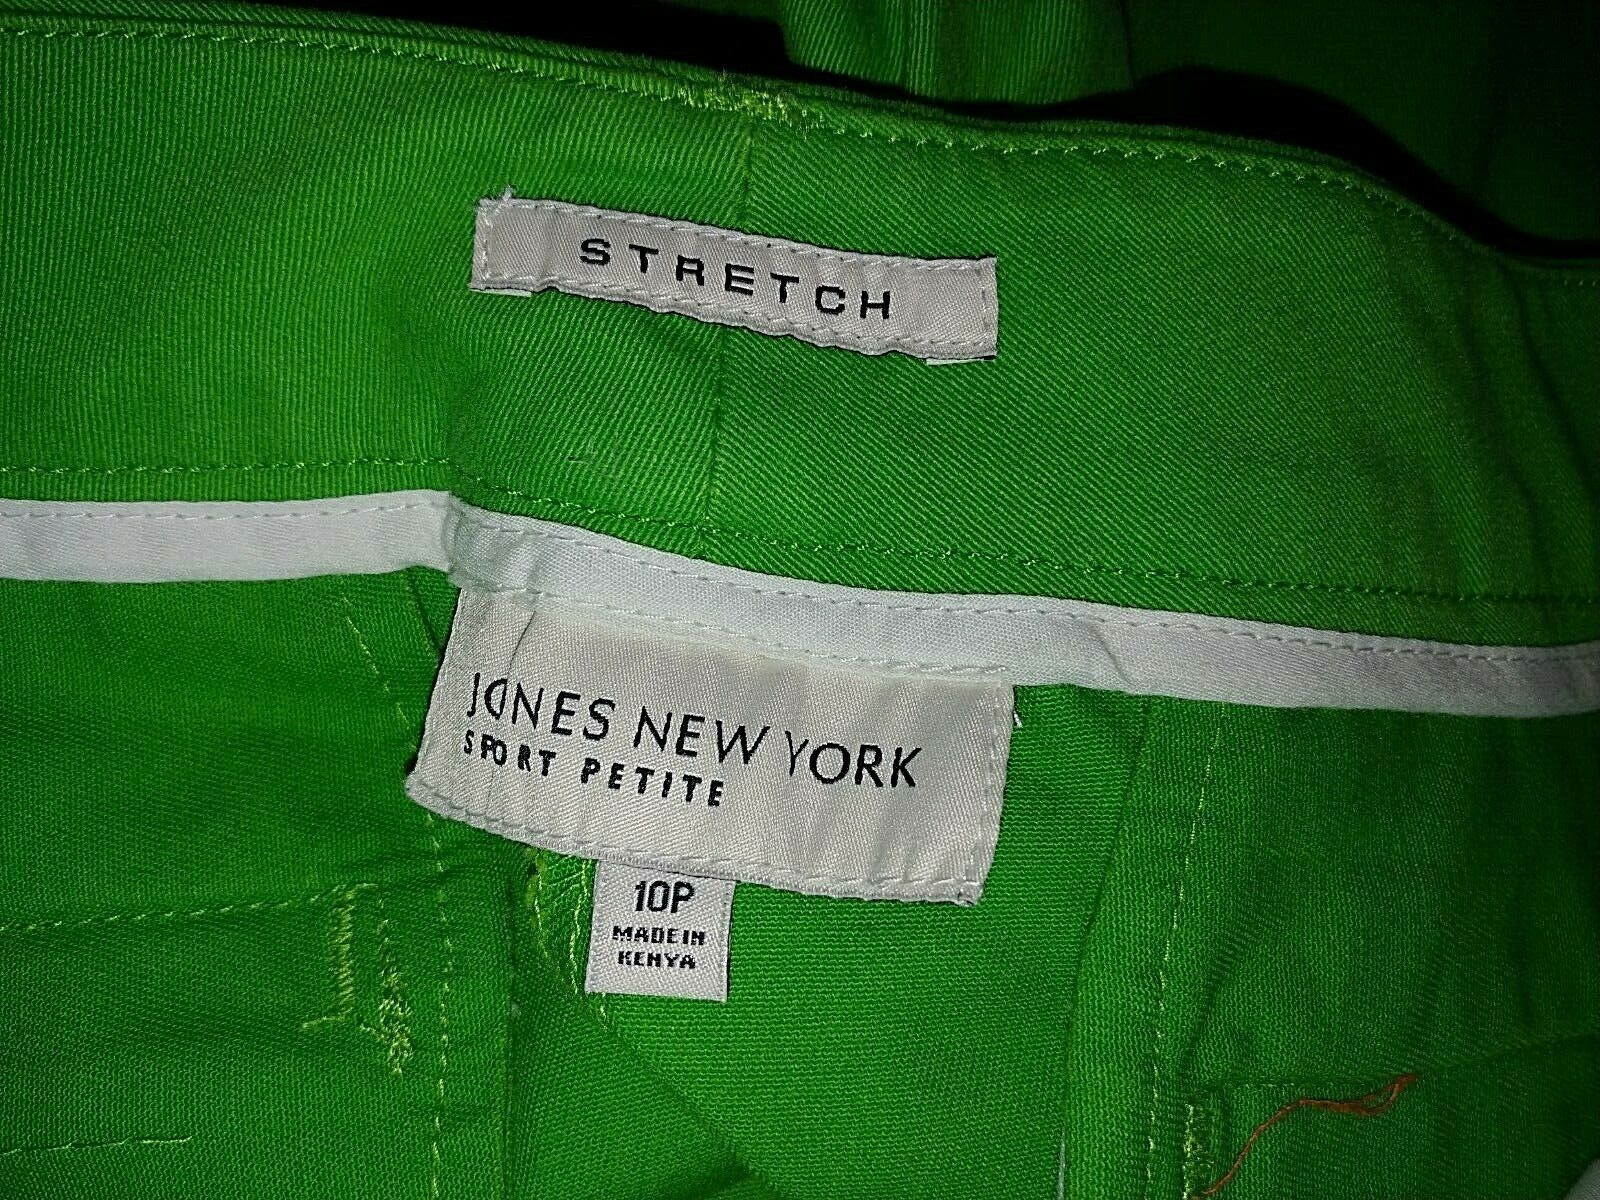 STRETCH
JONES NEW YORK
SPORT PETITE
10P
MADE IN
KENYA